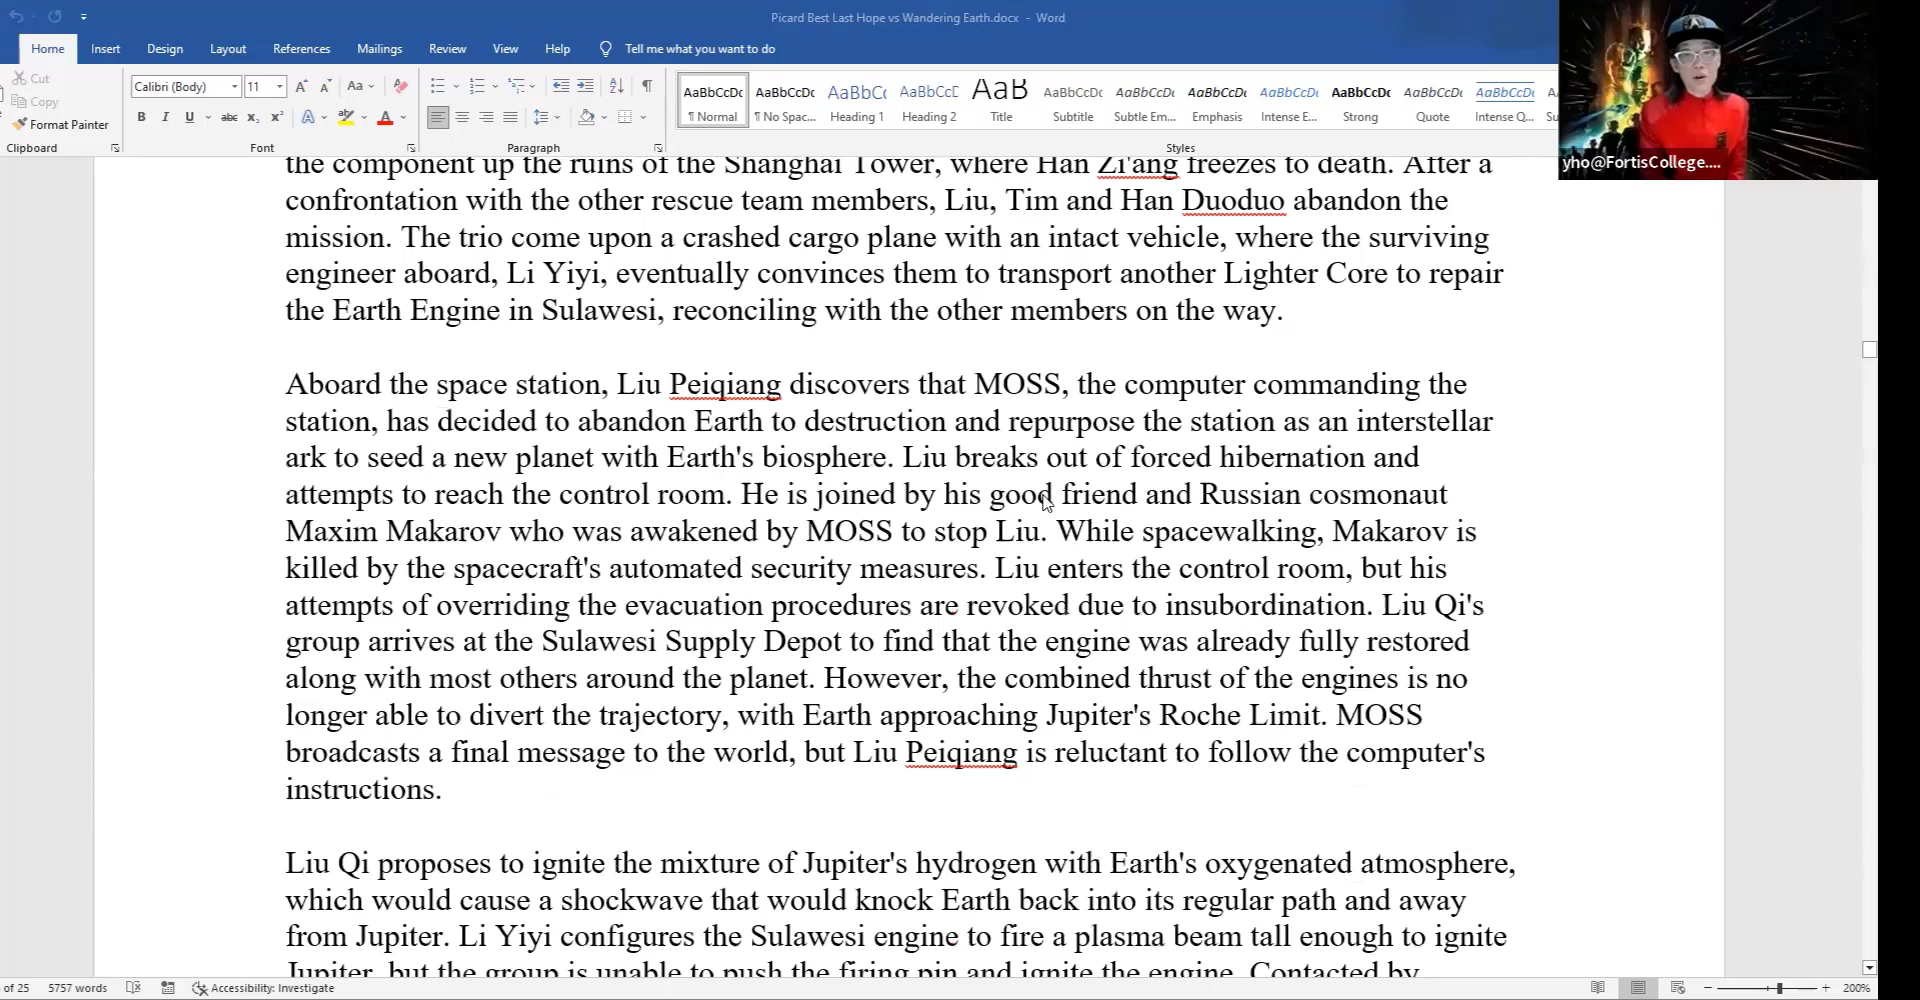 Picard Best Last Hope vs Wandering Earth.docx - Word
Home Insert Design Layout References Mailings Review View Help Tell me what you want to do
Cut
Copy
Format Painter
Clipboard
Calibri (Body) 11
Font
Paragraph
AaBbCcDc AaBbCcDc AaBbCc AaBbCcD AaB AaBbCcDc AaBbCcDc AaBbCcDc AaBbCcDc AaBbCcDc AaBbCcDc AaBbCcDc
¶ Normal ¶ No Spac... Heading 1 Heading 2 Title Subtitle Subtle Em... Emphasis Intense E... Strong Quote Intense Q...
Styles
yho@FortisCollege....
the component up the ruins of the Shanghai Tower, where Han Zi'ang freezes to death. After a
confrontation with the other rescue team members, Liu, Tim and Han Duoduo abandon the
mission. The trio come upon a crashed cargo plane with an intact vehicle, where the surviving
engineer aboard, Li Yiyi, eventually convinces them to transport another Lighter Core to repair
the Earth Engine in Sulawesi, reconciling with the other members on the way.
Aboard the space station, Liu Peiqiang discovers that MOSS, the computer commanding the
station, has decided to abandon Earth to destruction and repurpose the station as an interstellar
ark to seed a new planet with Earth's biosphere. Liu breaks out of forced hibernation and
attempts to reach the control room. He is joined by his good friend and Russian cosmonaut
Maxim Makarov who was awakened by MOSS to stop Liu. While spacewalking, Makarov is
killed by the spacecraft's automated security measures. Liu enters the control room, but his
attempts of overriding the evacuation procedures are revoked due to insubordination. Liu Qi's
group arrives at the Sulawesi Supply Depot to find that the engine was already fully restored
along with most others around the planet. However, the combined thrust of the engines is no
longer able to divert the trajectory, with Earth approaching Jupiter's Roche Limit. MOSS
broadcasts a final message to the world, but Liu Peiqiang is reluctant to follow the computer's
instructions.
Liu Qi proposes to ignite the mixture of Jupiter's hydrogen with Earth's oxygenated atmosphere,
which would cause a shockwave that would knock Earth back into its regular path and away
from Jupiter. Li Yiyi configures the Sulawesi engine to fire a plasma beam tall enough to ignite
Jupiter, but the group is unable to push the firing pin and ignite the engine. Contacted by
of 25 5757 words Accessibility: Investigate 200%